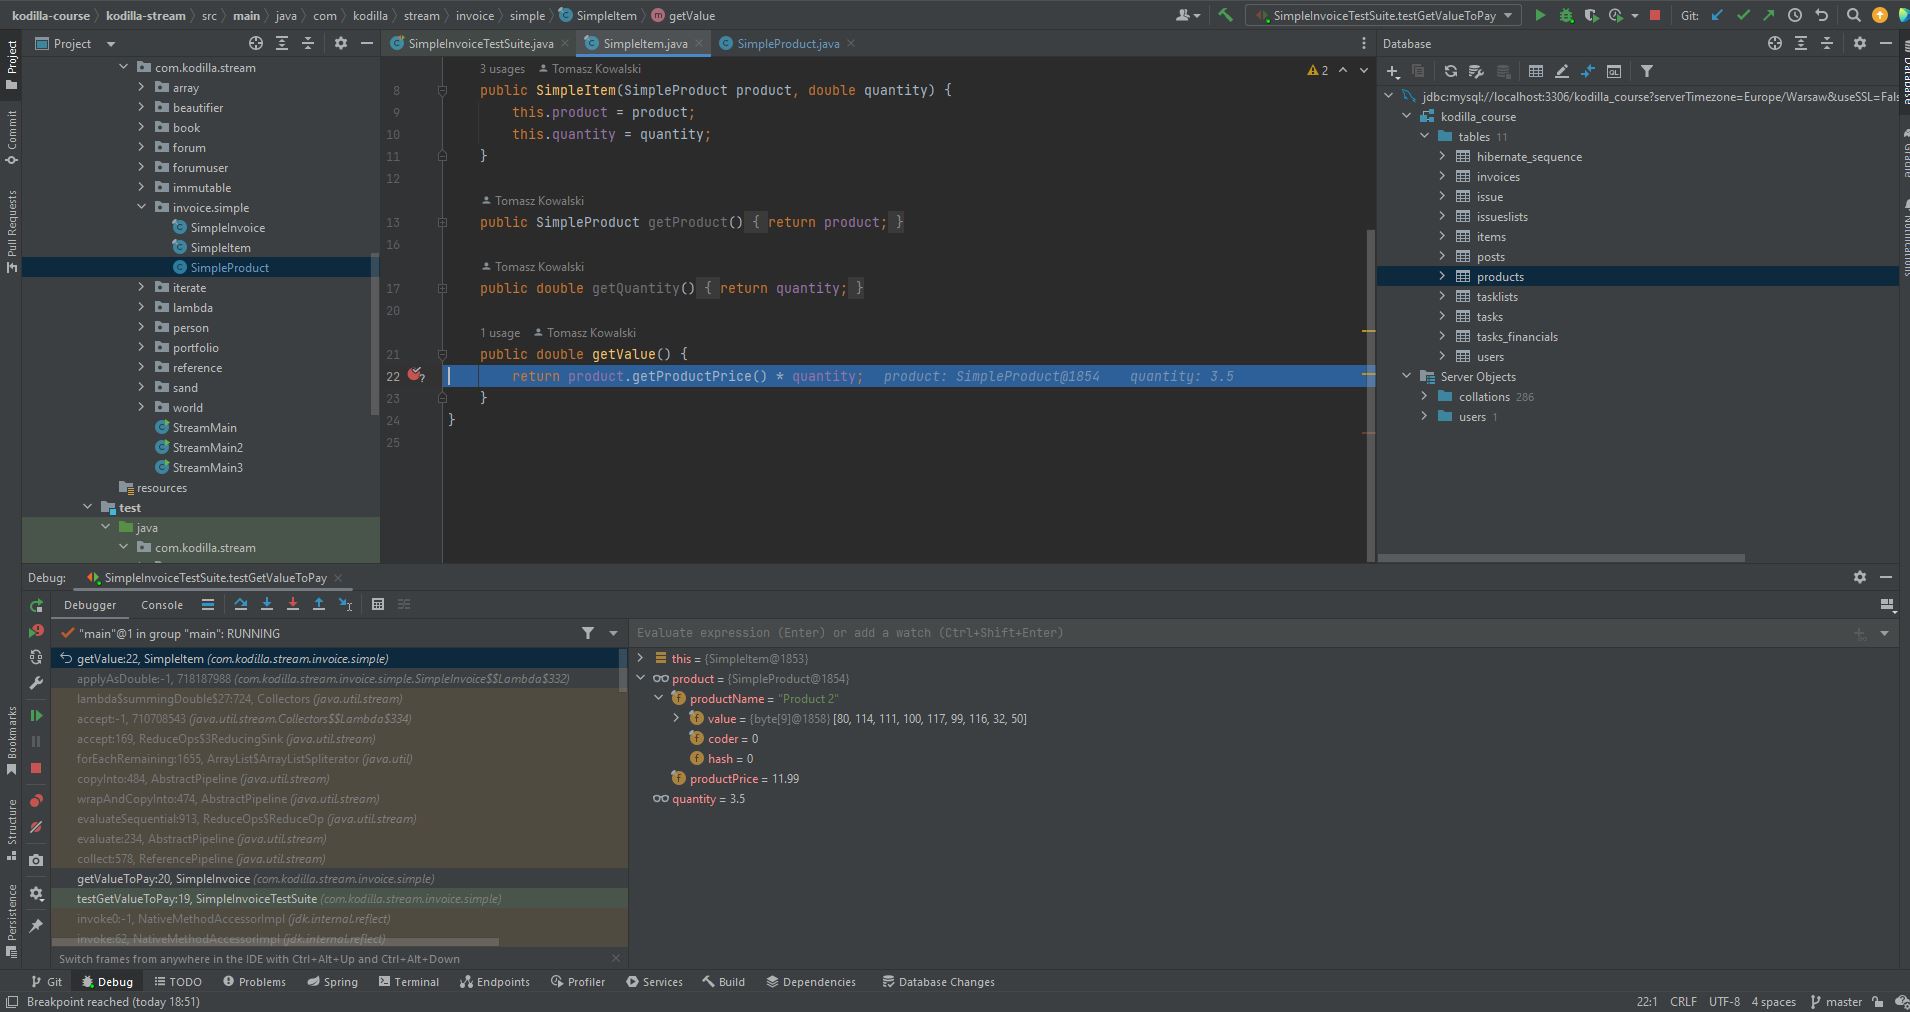 kodilla-course kodilla-stream src main java com kodilla stream invoice simple SimpleItem getValue
SimpleInvoiceTestSuite.testGetValueToPay
Git:
Project
SimpleInvoiceTestSuite.java
SimpleItem.java
SimpleProduct.java
Database
Project
Commit
Pull Requests
Bookmarks
Structure
Persistence
com.kodilla.stream
array
beautifier
book
forum
forumuser
immutable
invoice.simple
SimpleInvoice
SimpleItem
SimpleProduct
iterate
lambda
person
portfolio
reference
sand
world
StreamMain
StreamMain2
StreamMain3
resources
test
java
com.kodilla.stream
3 usages Tomasz Kowalski
2
8 public SimpleItem(SimpleProduct product, double quantity) {
9 this.product = product;
10 this.quantity = quantity;
11 }
12
Tomasz Kowalski
13 public SimpleProduct getProduct() { return product; }
16
Tomasz Kowalski
17 public double getQuantity() { return quantity; }
20
1 usage Tomasz Kowalski
21 public double getValue() {
22 return product.getProductPrice() * quantity; product: SimpleProduct@1854 quantity: 3.5
23 }
24 }
25
jdbc:mysql://localhost:3306/kodilla_course?serverTimezone=Europe/Warsaw&useSSL=Fals
kodilla_course
tables 11
hibernate_sequence
invoices
issue
issueslists
items
posts
products
tasklists
tasks
tasks_financials
users
Server Objects
collations 286
users 1
Database
Gradle
Notifications
Debug: SimpleInvoiceTestSuite.testGetValueToPay
Debugger Console
"main"@1 in group "main": RUNNING
getValue:22, SimpleItem (com.kodilla.stream.invoice.simple)
applyAsDouble:-1, 718187988 (com.kodilla.stream.invoice.simple.SimpleInvoice$$Lambda$332)
lambda$summingDouble$27:724, Collectors (java.util.stream)
accept:-1, 710708543 (java.util.stream.Collectors$$Lambda$334)
accept:169, ReduceOps$3ReducingSink (java.util.stream)
forEachRemaining:1655, ArrayList$ArrayListSpliterator (java.util)
copyInto:484, AbstractPipeline (java.util.stream)
wrapAndCopyInto:474, AbstractPipeline (java.util.stream)
evaluateSequential:913, ReduceOps$ReduceOp (java.util.stream)
evaluate:234, AbstractPipeline (java.util.stream)
collect:578, ReferencePipeline (java.util.stream)
getValueToPay:20, SimpleInvoice (com.kodilla.stream.invoice.simple)
testGetValueToPay:19, SimpleInvoiceTestSuite (com.kodilla.stream.invoice.simple)
invoke0:-1, NativeMethodAccessorImpl (jdk.internal.reflect)
invoke:62, NativeMethodAccessorImpl (jdk.internal.reflect)
Switch frames from anywhere in the IDE with Ctrl+Alt+Up and Ctrl+Alt+Down
Evaluate expression (Enter) or add a watch (Ctrl+Shift+Enter)
this = {SimpleItem@1853}
product = {SimpleProduct@1854}
productName = "Product 2"
value = {byte[9]@1858} [80, 114, 111, 100, 117, 99, 116, 32, 50]
coder = 0
hash = 0
productPrice = 11.99
quantity = 3.5
Git Debug TODO Problems Spring Terminal Endpoints Profiler Services Build Dependencies Database Changes
Breakpoint reached (today 18:51)
22:1 CRLF UTF-8 4 spaces master